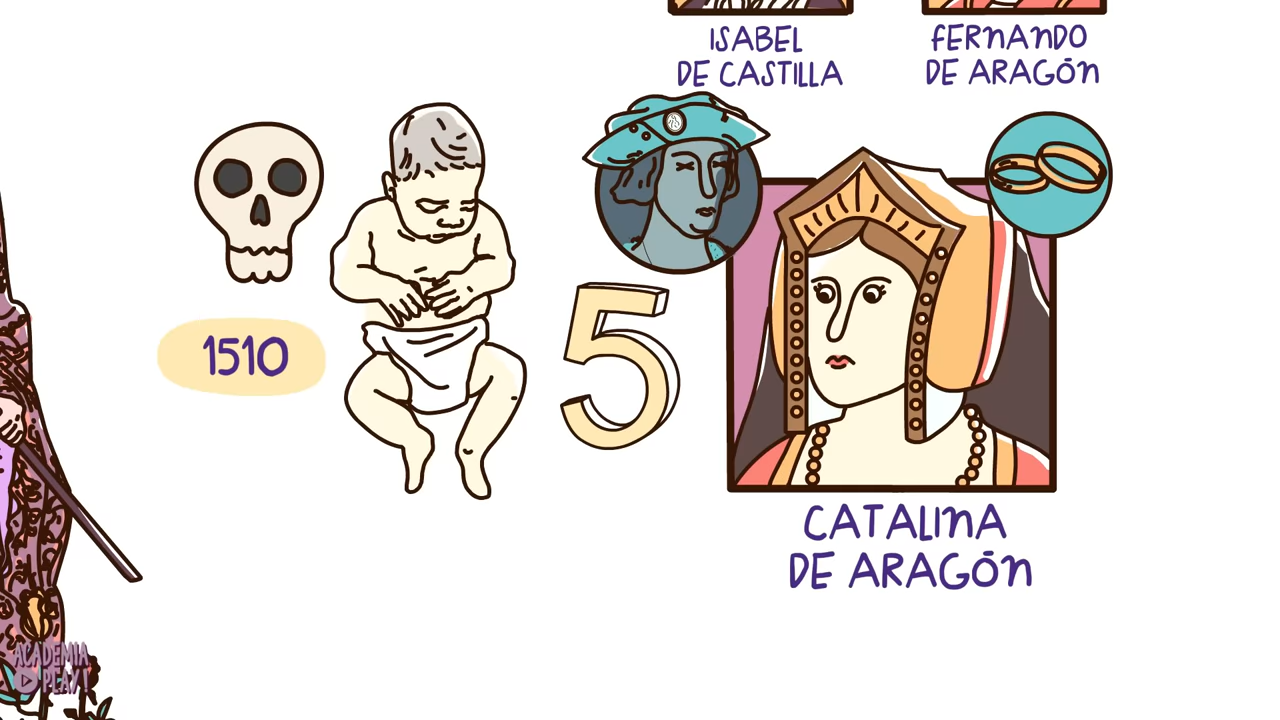 ISABEL
DE CASTILLA
FERNANDO
DE ARAGÓN
1510
5
CATALINA
DE ARAGÓN
ACADEMIA
PLAY!